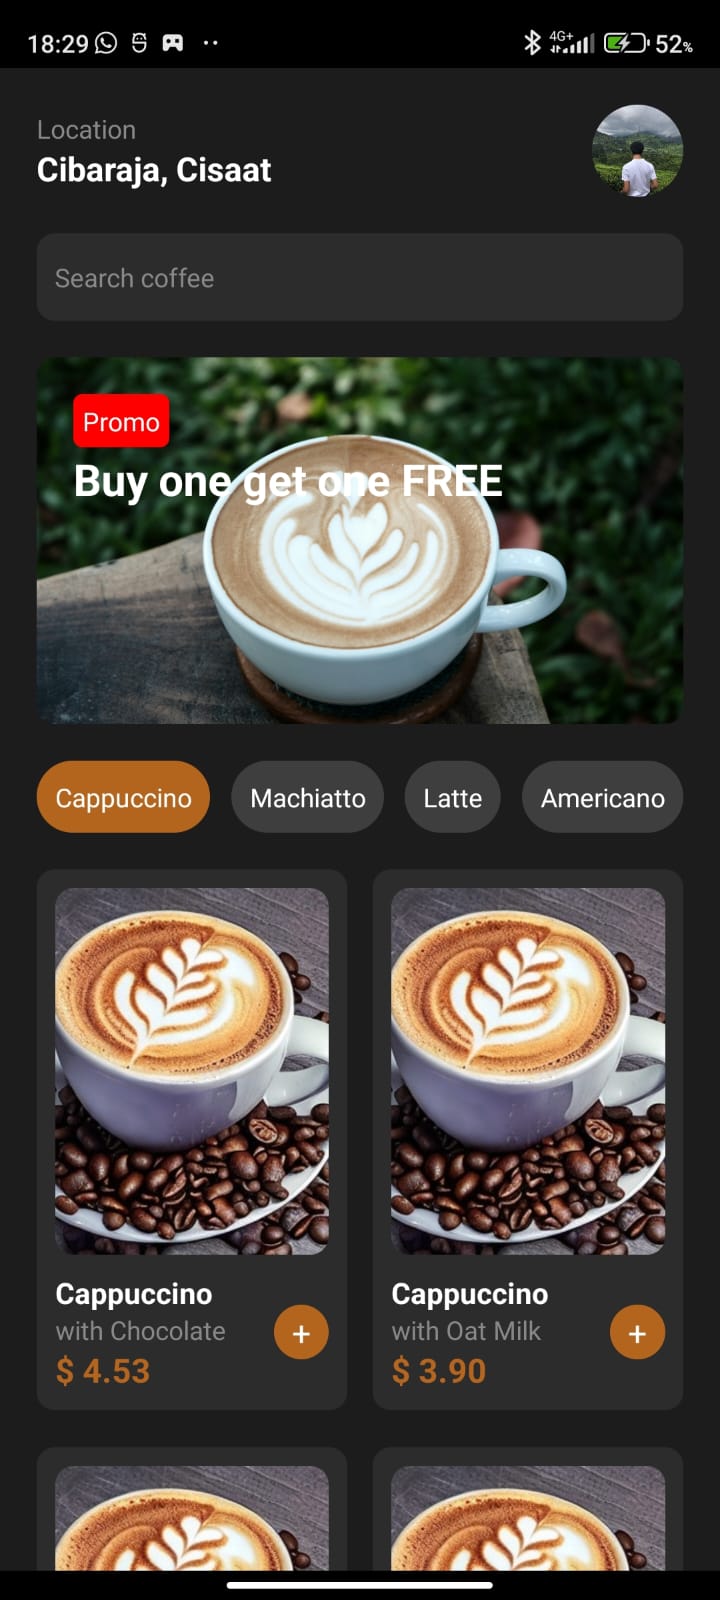 18:29 4G+ 52%
Location
Cibaraja, Cisaat
Search coffee
Promo
Buy one get one FREE
Cappuccino Machiatto Latte Americano
Cappuccino
with Chocolate
$ 4.53
+
Cappuccino
with Oat Milk
$ 3.90
+